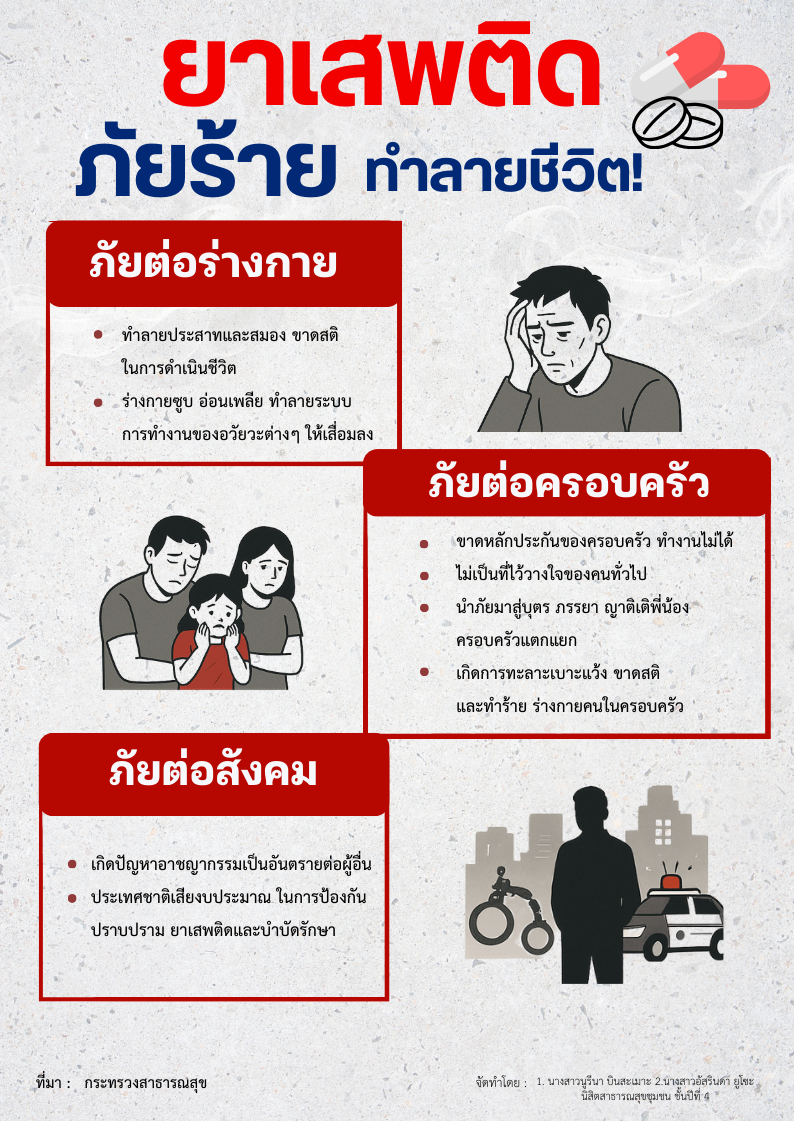 ยาเสพติด
ภัยร้าย ทำลายชีวิต!
ภัยต่อร่างกาย
ทำลายประสาทและสมอง ขาดสติ
ในการดำเนินชีวิต
ร่างกายซูบ อ่อนเพลีย ทำลายระบบ
การทำงานของอวัยวะต่างๆ ให้เสื่อมลง
ภัยต่อครอบครัว
ขาดหลักประกันของครอบครัว ทำงานไม่ได้
ไม่เป็นที่ไว้วางใจของคนทั่วไป
นำภัยมาสู่บุตร ภรรยา ญาติเติพี่น้อง
ครอบครัวแตกแยก
เกิดการทะลาะเบาะแว้ง ขาดสติ
และทำร้าย ร่างกายคนในครอบครัว
ภัยต่อสังคม
เกิดปัญหาอาชญากรรมเป็นอันตรายต่อผู้อื่น
ประเทศชาติเสียงบประมาณ ในการป้องกัน
ปราบปราม ยาเสพติดและบำบัดรักษา
ที่มา : กระทรวงสาธารณสุข
จัดทำโดย : 1. นางสาวนูรีนา บินสะเมาะ 2.นางสาวอัสรินดา ยูโซะ
นิสิตสาธารณสุขชุมชน ชั้นปีที่ 4